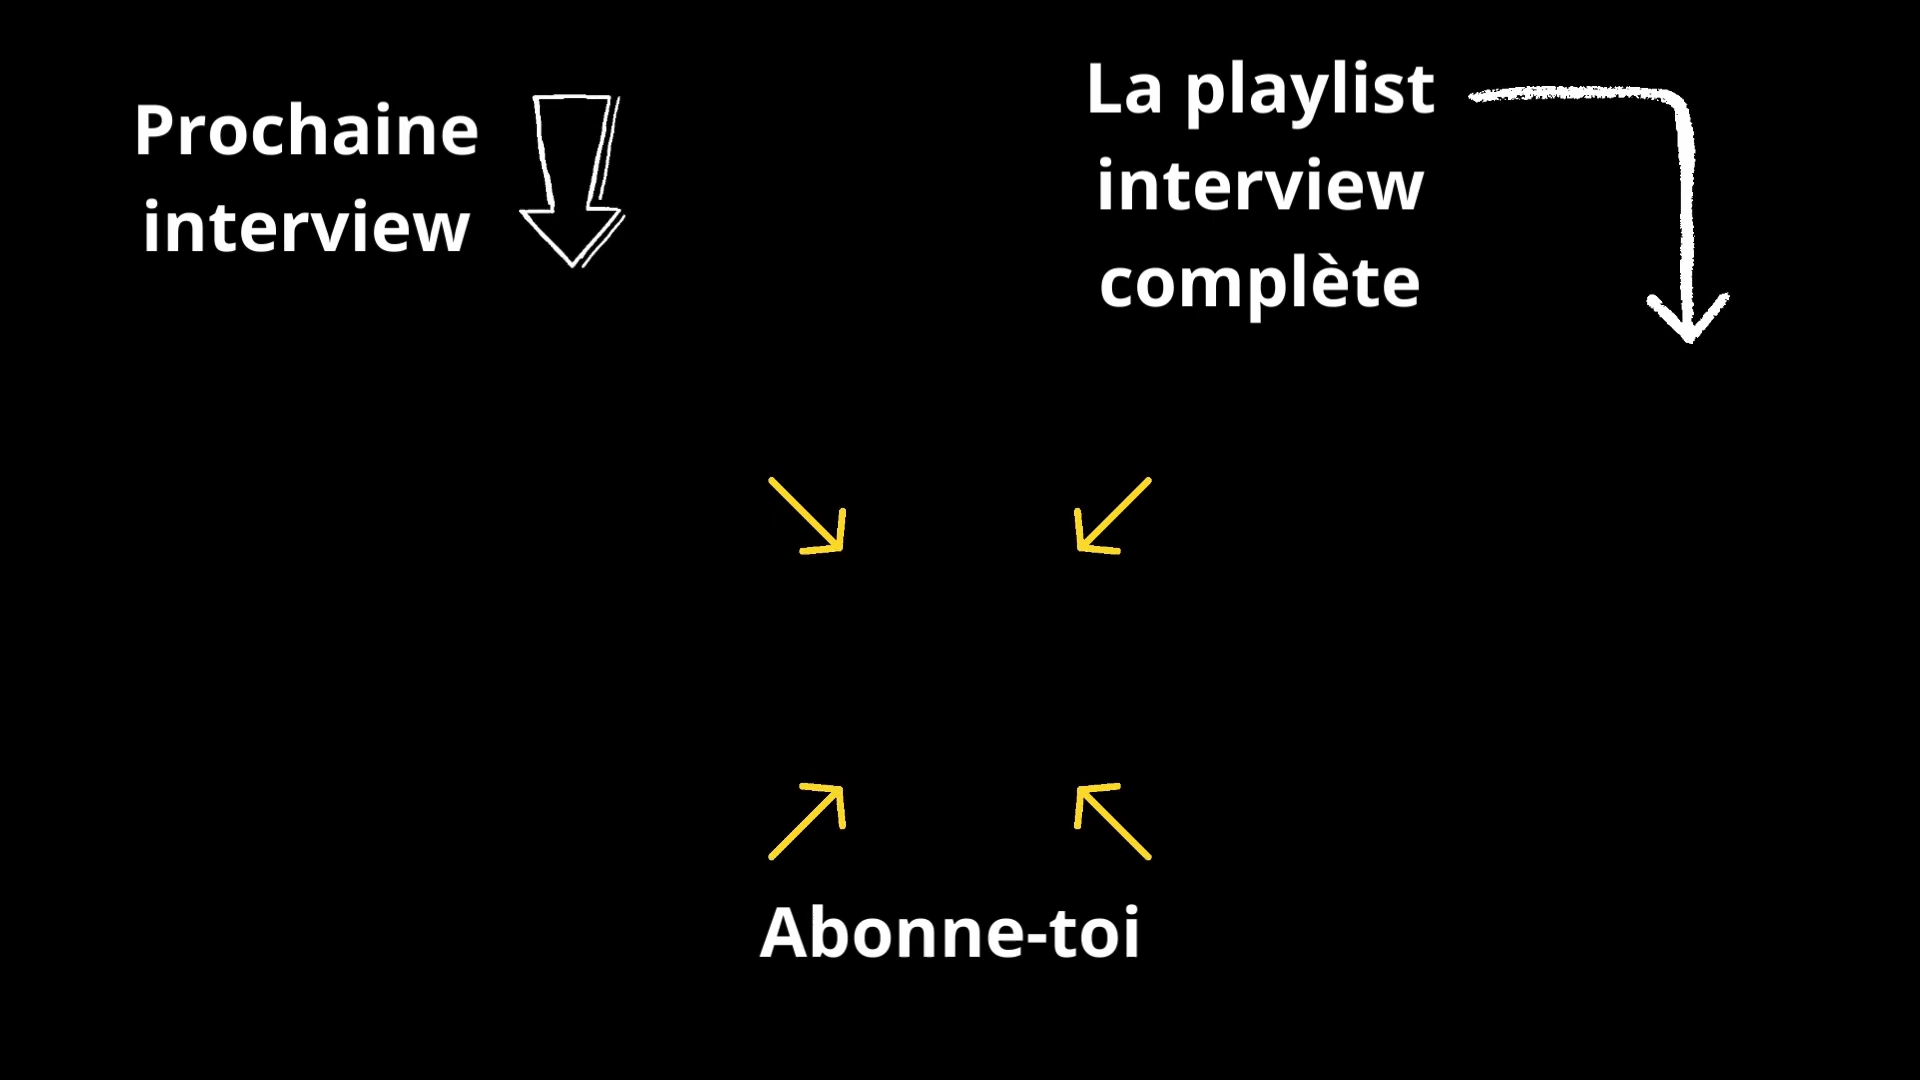 Prochaine
interview
La playlist
interview
complète
Abonne-toi